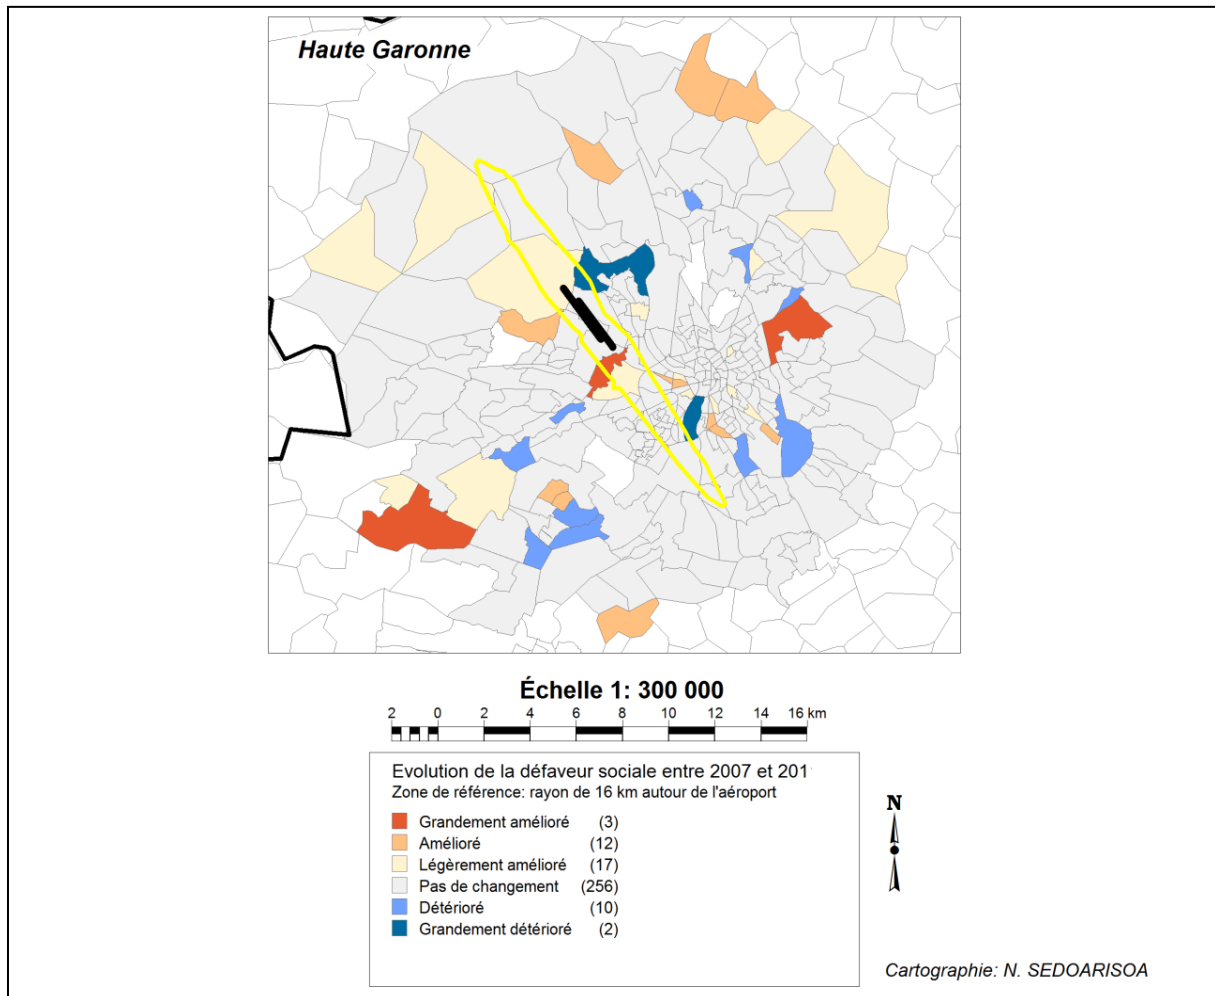 Haute Garonne
Échelle 1: 300 000
2 0 2 4 6 8 10 12 14 16 km
Evolution de la défaveur sociale entre 2007 et 201
Zone de référence: rayon de 16 km autour de l'aéroport
Grandement amélioré (3)
Amélioré (12)
Légèrement amélioré (17)
Pas de changement (256)
Détérioré (10)
Grandement détérioré (2)
N
Cartographie: N. SEDOARISOA